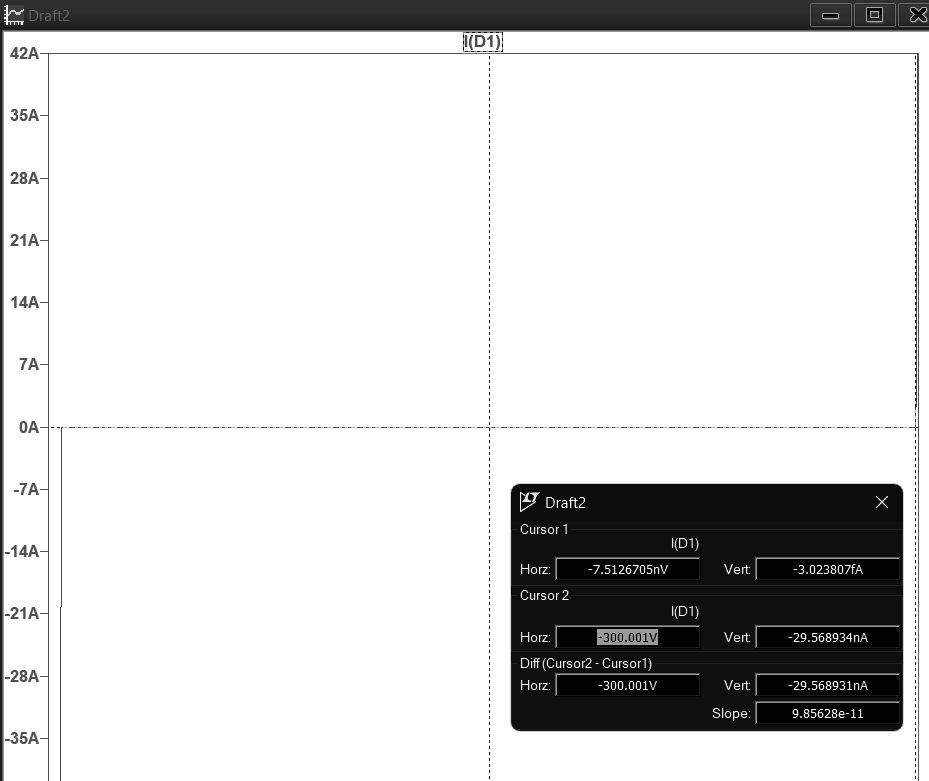 Draft2
I(D1)
42A
35A
28A
21A
14A
7A
0A
-7A
-14A
-21A
-28A
-35A
Draft2
Cursor 1
I(D1)
Horz: -7.5126705nV Vert: -3.023807fA
Cursor 2
I(D1)
Horz: -300.001V Vert: -29.568934nA
Diff (Cursor2 - Cursor1)
Horz: -300.001V Vert: -29.568931nA
Slope: 9.85628e-11